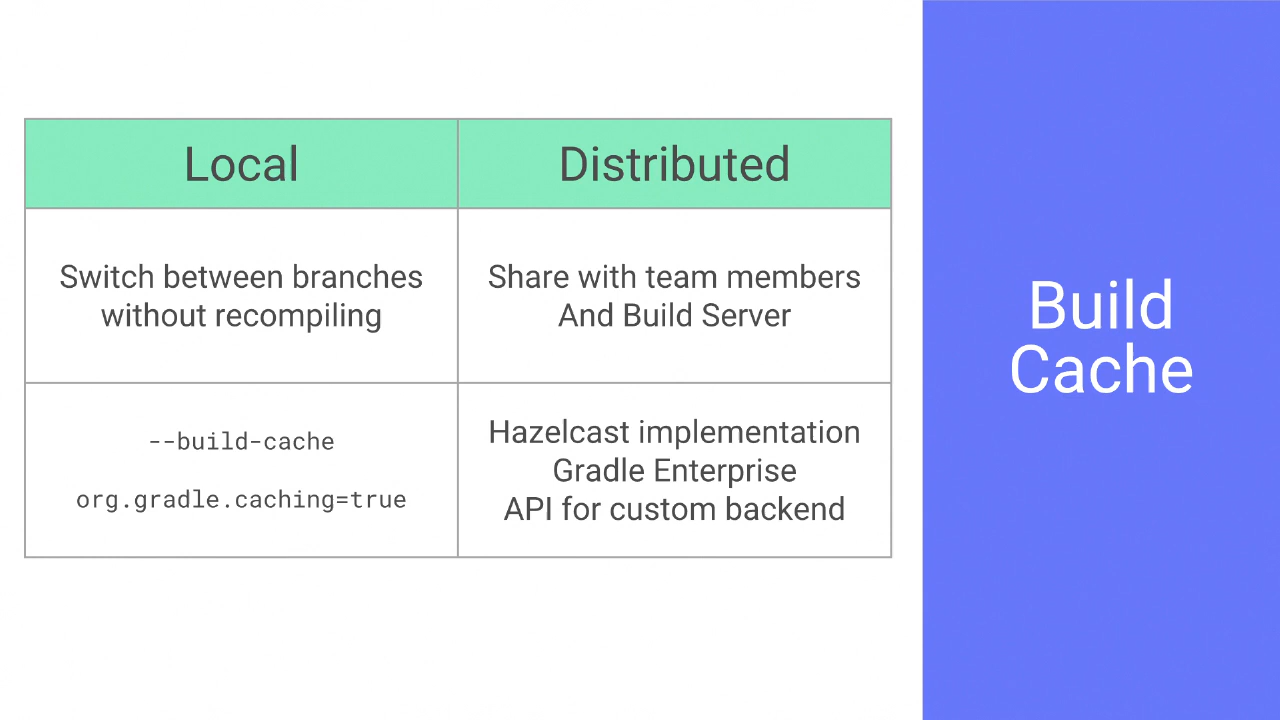 Local
Distributed
Switch between branches
without recompiling
Share with team members
And Build Server
--build-cache
org.gradle.caching=true
Hazelcast implementation
Gradle Enterprise
API for custom backend
Build
Cache